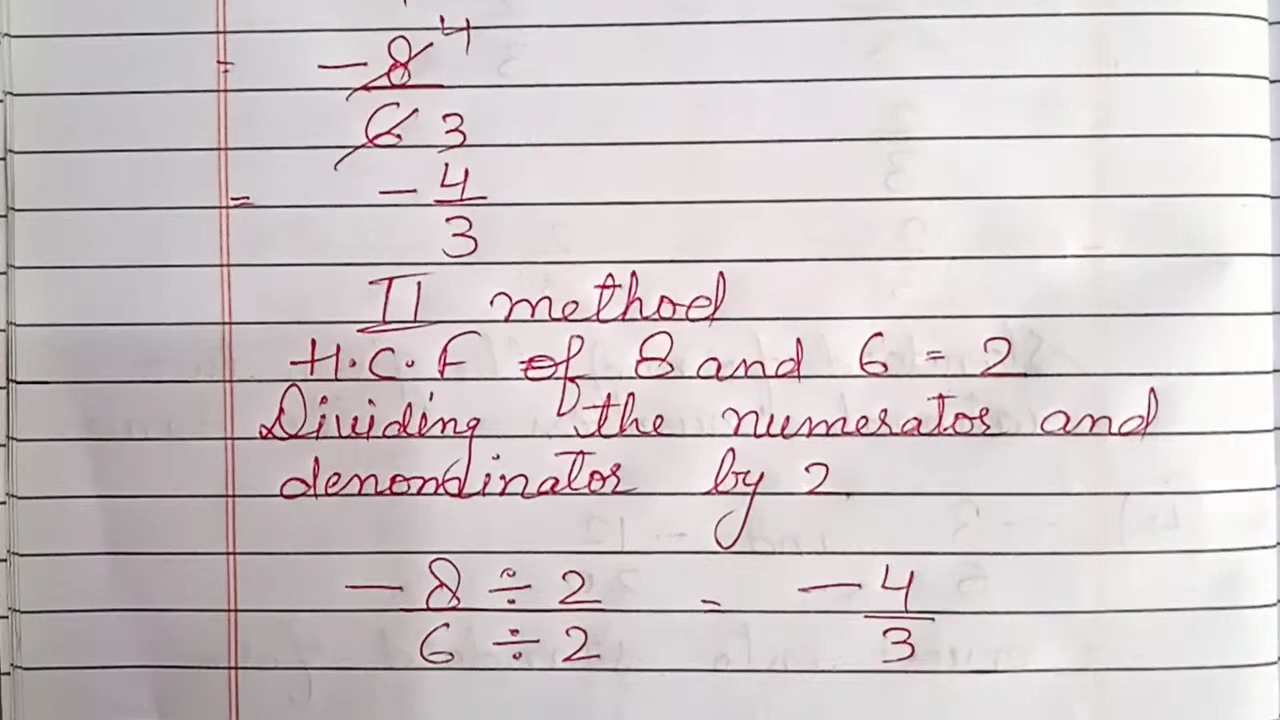 = -8 4
6 3
= - 4
3
II method
H.C.F of 8 and 6 = 2
Dividing the numerator and
denondinator by 2
- 8 ÷ 2 = - 4
6 ÷ 2 3